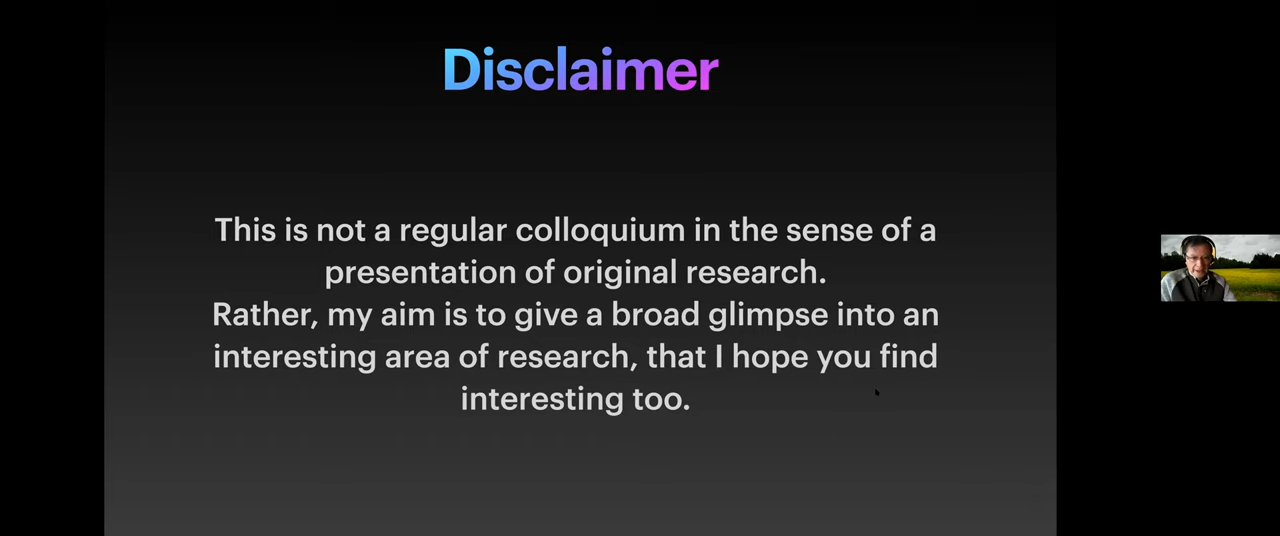 Disclaimer
This is not a regular colloquium in the sense of a
presentation of original research.
Rather, my aim is to give a broad glimpse into an
interesting area of research, that I hope you find
interesting too.